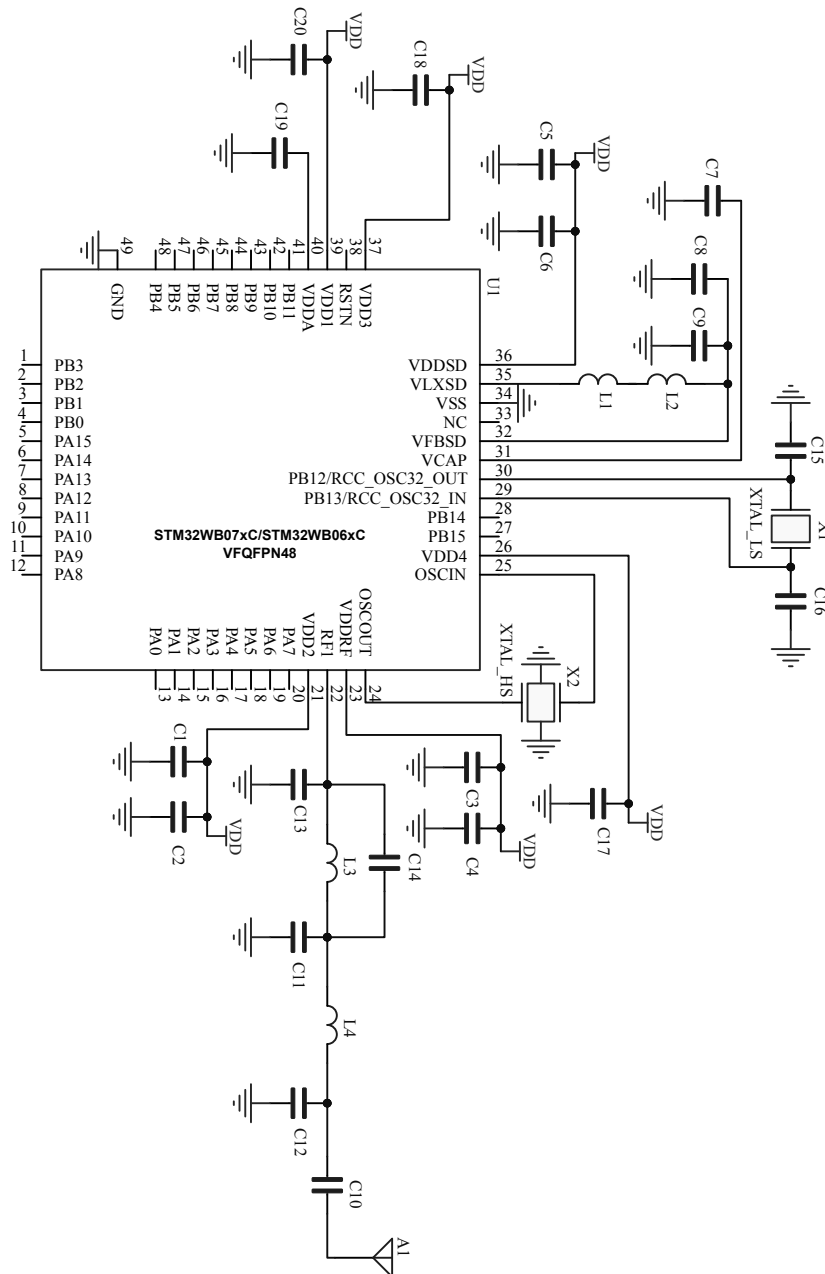 C20
VDD
C18
VDD
C19
C5
VDD
C7
C6
C8
C9
49
48
47
46
45
44
43
42
41
40
39
38
37
U1
GND
PB4
PB5
PB6
PB7
PB8
PB9
PB10
PB11
VDDA
VDD1
RSTN
VDD3
1 PB3
2 PB2
3 PB1
4 PB0
5 PA15
6 PA14
7 PA13
8 PA12
9 PA11
10 PA10
11 PA9
12 PA8
VDDSD 36
VLXSD 35
VSS 34
NC 33
VFBSD 32
VCAP 31
PB12/RCC_OSC32_OUT 30
PB13/RCC_OSC32_IN 29
PB14 28
PB15 27
VDD4 26
OSCIN 25
L1
L2
C15
X1
XTAL_LS
C16
STM32WB07xC/STM32WB06xC
VFQFPN48
PA0
PA1
PA2
PA3
PA4
PA5
PA6
PA7
VDD2
RF1
VDDRF
OSCOUT
13
14
15
16
17
18
19
20
21
22
23
24
XTAL_HS
X2
C1
C2
VDD
C13
L3
C14
C3
C4
VDD
C17
VDD
C11
L4
C12
C10
A1